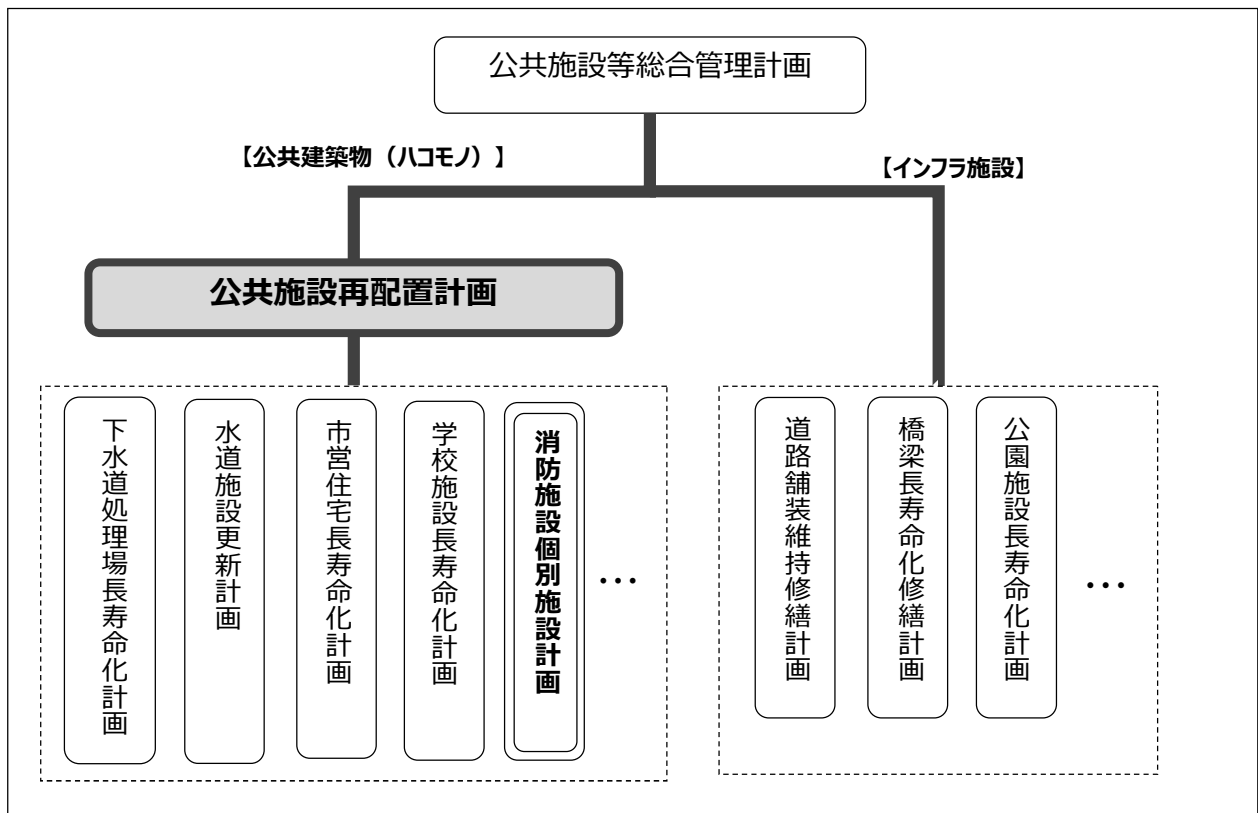 公共施設等総合管理計画
【公共建築物（ハコモノ）】
【インフラ施設】
公共施設再配置計画
下水道処理場長寿命化計画
水道施設更新計画
市営住宅長寿命化計画
学校施設長寿命化計画
消防施設個別施設計画
…
道路舗装維持修繕計画
橋梁長寿命化修繕計画
公園施設長寿命化計画
…